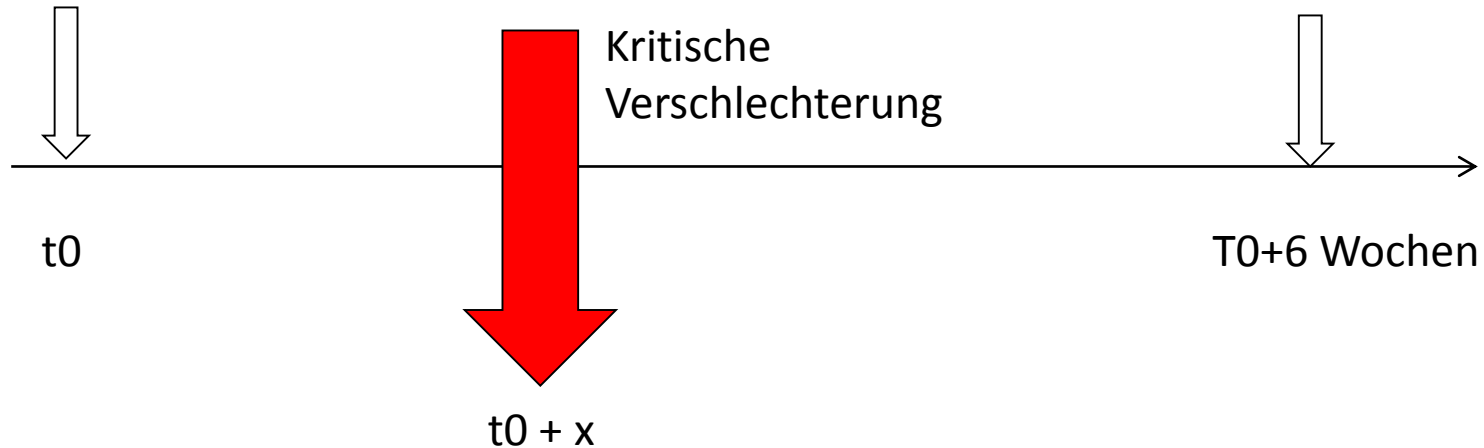 Kritische
Verschlechterung
t0
T0+6 Wochen
t0 + x